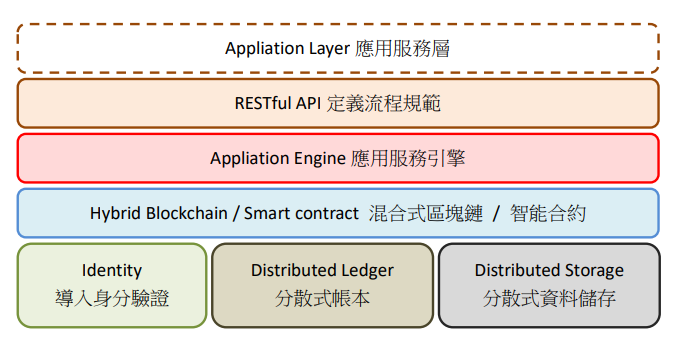 Appliation Layer 應用服務層
RESTful API 定義流程規範
Appliation Engine 應用服務引擎
Hybrid Blockchain / Smart contract 混合式區塊鏈 / 智能合約
Identity
導入身分驗證
Distributed Ledger
分散式帳本
Distributed Storage
分散式資料儲存